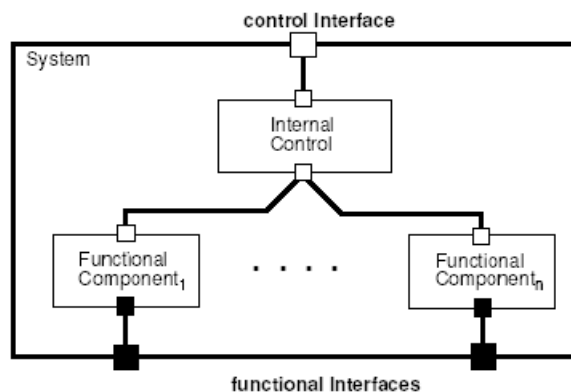 control Interface
System
Internal
Control
Functional
Component1
. . . .
Functional
Componentn
functional Interfaces